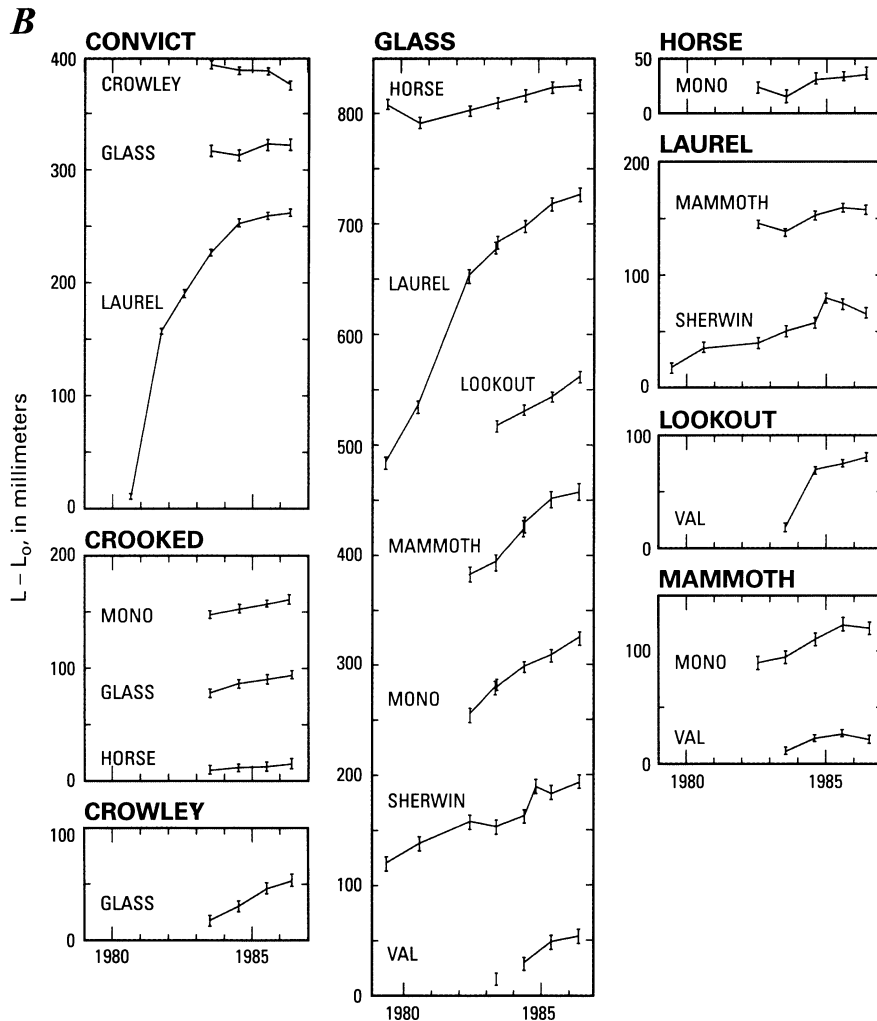 B
CONVICT
400
CROWLEY
300
GLASS
200
LAUREL
100
0
L – Lo, in millimeters
CROOKED
200
MONO
100
GLASS
HORSE
0
CROWLEY
100
GLASS
0
1980 1985
GLASS
HORSE
800
700
LAUREL
600
LOOKOUT
500
MAMMOTH
400
MONO
300
200
SHERWIN
100
VAL
0
1980 1985
HORSE
50
MONO
0
LAUREL
200
MAMMOTH
100
SHERWIN
0
LOOKOUT
100
VAL
0
MAMMOTH
100
MONO
VAL
0
1980 1985